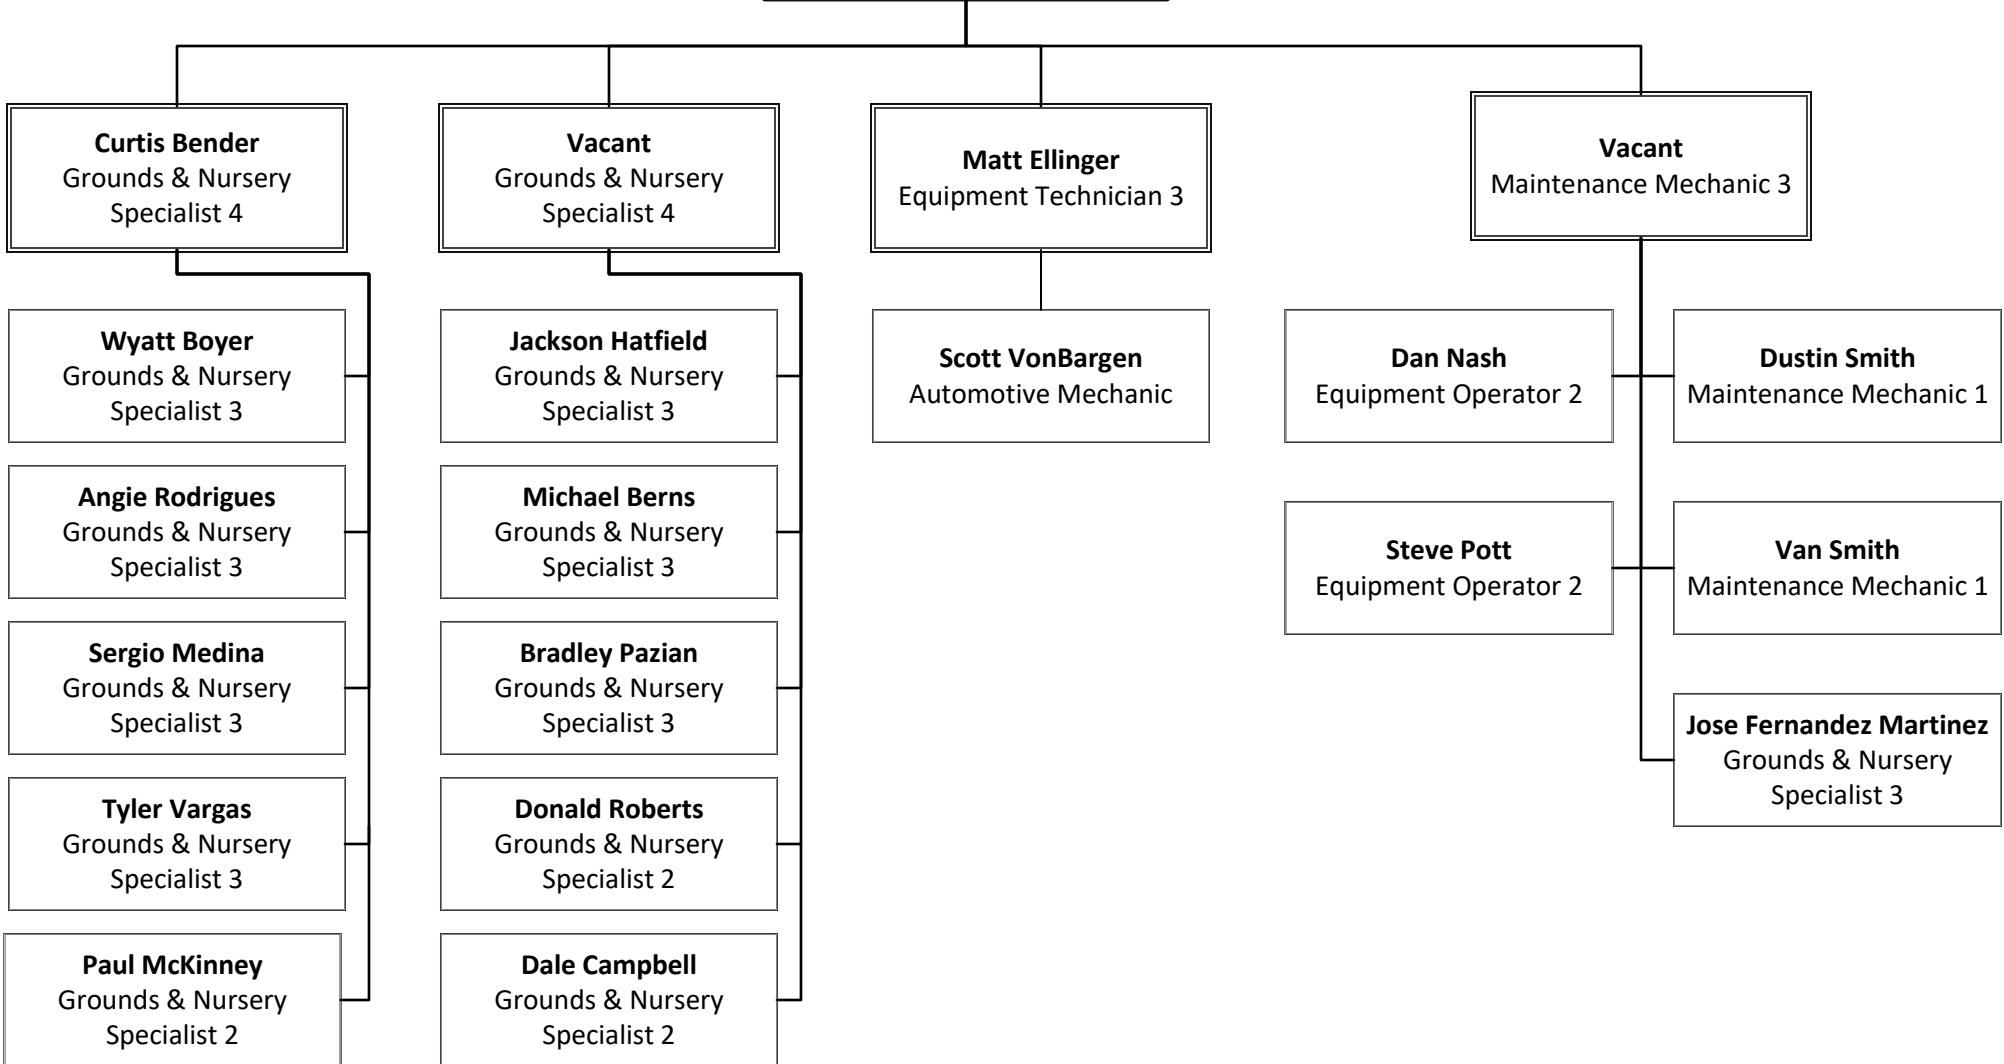 Curtis Bender
Grounds & Nursery
Specialist 4
Vacant
Grounds & Nursery
Specialist 4
Matt Ellinger
Equipment Technician 3
Vacant
Maintenance Mechanic 3
Wyatt Boyer
Grounds & Nursery
Specialist 3
Jackson Hatfield
Grounds & Nursery
Specialist 3
Scott VonBargen
Automotive Mechanic
Dan Nash
Equipment Operator 2
Dustin Smith
Maintenance Mechanic 1
Angie Rodrigues
Grounds & Nursery
Specialist 3
Michael Berns
Grounds & Nursery
Specialist 3
Steve Pott
Equipment Operator 2
Van Smith
Maintenance Mechanic 1
Sergio Medina
Grounds & Nursery
Specialist 3
Bradley Pazian
Grounds & Nursery
Specialist 3
Jose Fernandez Martinez
Grounds & Nursery
Specialist 3
Tyler Vargas
Grounds & Nursery
Specialist 3
Donald Roberts
Grounds & Nursery
Specialist 2
Paul McKinney
Grounds & Nursery
Specialist 2
Dale Campbell
Grounds & Nursery
Specialist 2